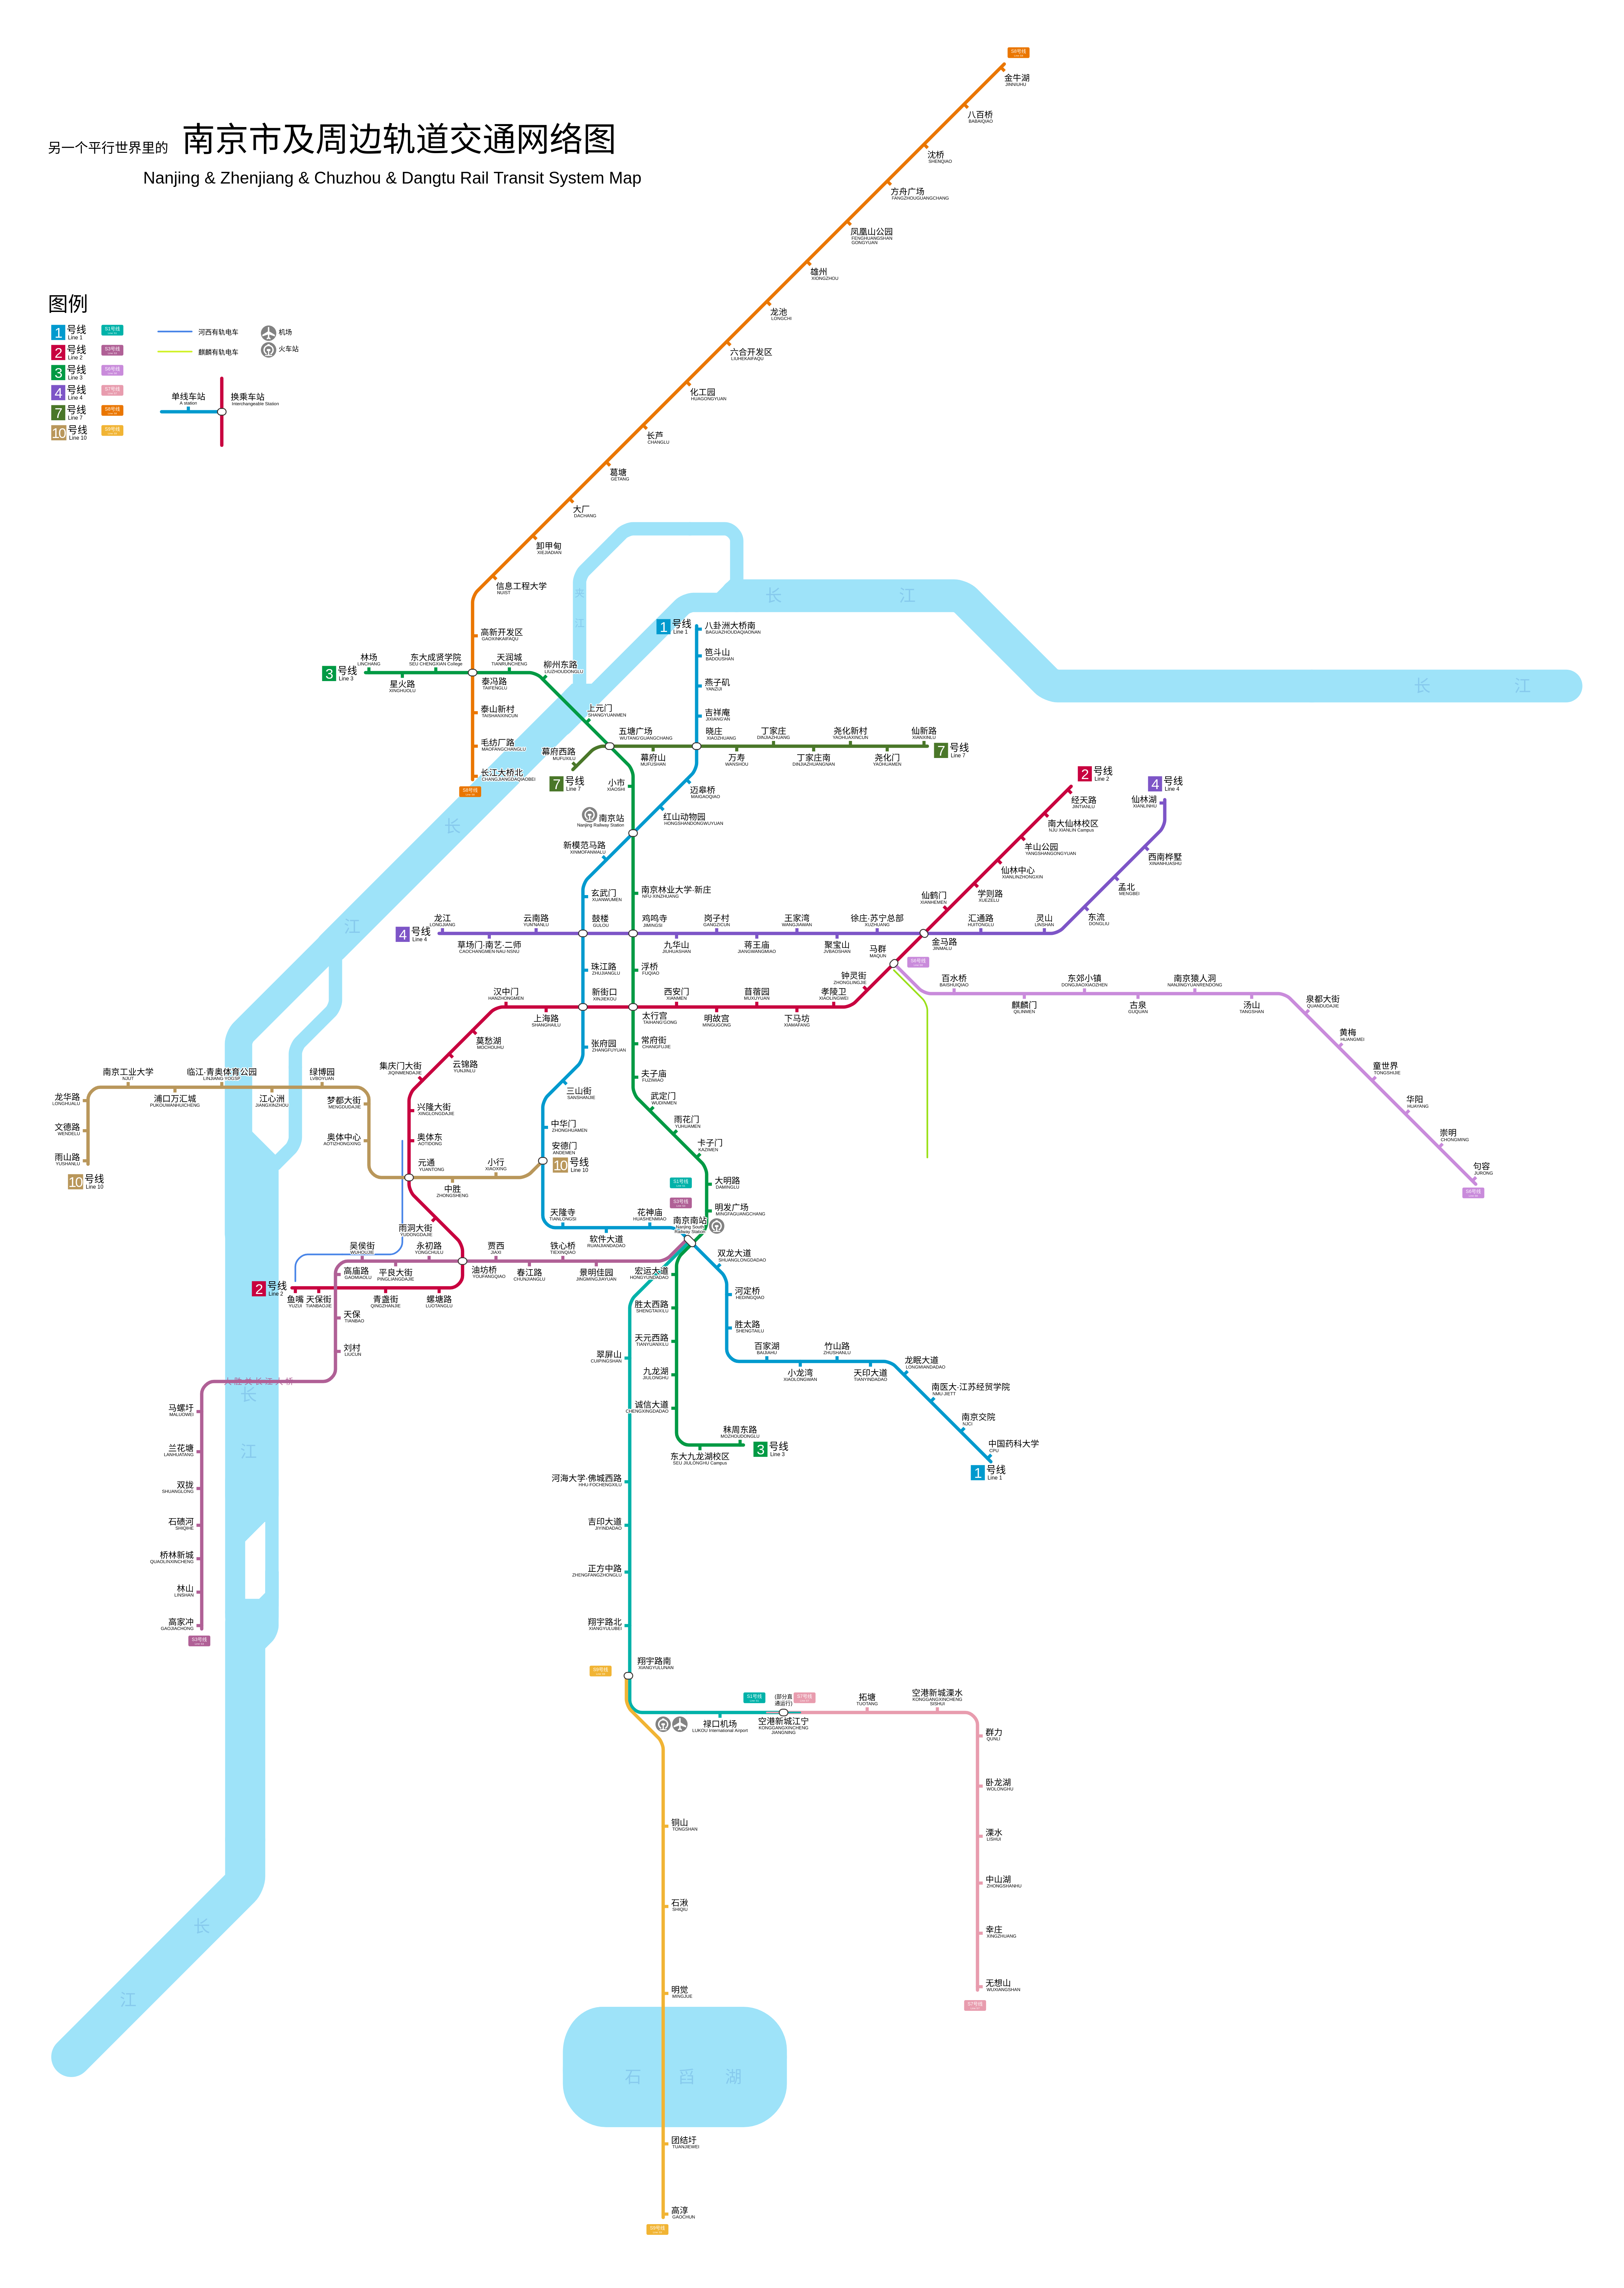 另一个平行世界里的 南京市及周边轨道交通网络图
Nanjing & Zhenjiang & Chuzhou & Dangtu Rail Transit System Map
图例
1 号线
Line 1
2 号线
Line 2
3 号线
Line 3
4 号线
Line 4
7 号线
Line 7
10 号线
Line 10
S1号线
S3号线
S6号线
S7号线
S8号线
S9号线
河西有轨电车
麒麟有轨电车
机场
火车站
单线车站
A station
换乘车站
Interchangeable Station
S8号线
金牛湖
JINNIUHU
八百桥
BABAIQIAO
沈桥
SHENQIAO
方舟广场
FANGZHOUGUANGCHANG
凤凰山公园
FENGHUANGSHAN
GONGYUAN
雄州
XIONGZHOU
龙池
LONGCHI
六合开发区
LIUHEKAIFAQU
化工园
HUAGONGYUAN
长芦
CHANGLU
葛塘
GETANG
大厂
DACHANG
卸甲甸
XIEJIADIAN
信息工程大学
NUIST
高新开发区
GAOXINKAIFAQU
泰冯路
TAIFENGLU
泰山新村
TAISHANXINCUN
毛纺厂路
MAOFANGCHANGLU
长江大桥北
CHANGJIANGDAQIAOBEI
S8号线
夹
江
长 江
长 江
3 号线
Line 3
林场
LINCHANG
星火路
XINGHUOLU
东大成贤学院
SEU CHENGXIAN College
天润城
TIANRUNCHENG
柳州东路
LIUZHOUDONGLU
上元门
SHANGYUANMEN
五塘广场
WUTANG'GUANGCHANG
小市
XIAOSHI
南京站
Nanjing Railway Station
南京林业大学·新庄
NFU·XINZHUANG
鸡鸣寺
JIMINGSI
浮桥
FUQIAO
太行宫
TAIHANG'GONG
常府街
CHANGFUJIE
夫子庙
FUZIMIAO
武定门
WUDINMEN
雨花门
YUHUAMEN
卡子门
KAZIMEN
大明路
DAMINGLU
明发广场
MINGFAGUANGCHANG
南京南站
Nanjing South
Railway Station
宏运大道
HONGYUNDADAO
胜太西路
SHENGTAIXILU
天元西路
TIANYUANXILU
九龙湖
JIULONGHU
诚信大道
CHENGXINGDADAO
东大九龙湖校区
SEU JIULONGHU Campus
秣周东路
MOZHOUDONGLU
3 号线
Line 3
1 号线
Line 1
八卦洲大桥南
BAGUAZHOUDAQIAONAN
笆斗山
BADOUSHAN
燕子矶
YANZIJI
吉祥庵
JIXIANG'AN
晓庄
XIAOZHUANG
迈皋桥
MAIGAOQIAO
红山动物园
HONGSHANDONGWUYUAN
新模范马路
XINMOFANMALU
玄武门
XUANWUMEN
鼓楼
GULOU
珠江路
ZHUJIANGLU
新街口
XINJIEKOU
张府园
ZHANGFUYUAN
三山街
SANSHANJIE
中华门
ZHONGHUAMEN
安德门
ANDEMEN
天隆寺
TIANLONGSI
软件大道
RUANJIANDADAO
花神庙
HUASHENMIAO
双龙大道
SHUANGLONGDADAO
河定桥
HEDINGQIAO
胜太路
SHENGTAILU
百家湖
BAIJIAHU
小龙湾
XIAOLONGWAN
竹山路
ZHUSHANLU
天印大道
TIANYINDADAO
龙眠大道
LONGMIANDADAO
南医大·江苏经贸学院
NMU·JIETT
南京交院
NJCI
中国药科大学
CPU
1 号线
Line 1
7 号线
Line 7
幕府西路
MUFUXILU
幕府山
MUFUSHAN
万寿
WANSHOU
丁家庄
DINJIAZHUANG
丁家庄南
DINJIAZHUANGNAN
尧化新村
YAOHUAXINCUN
尧化门
YAOHUAMEN
仙新路
XIANXINLU
7 号线
Line 7
2 号线
Line 2
经天路
JINTIANLU
南大仙林校区
NJU XIANLIN Campus
羊山公园
YANGSHANGONGYUAN
仙林中心
XIANLINZHONGXIN
学则路
XUEZELU
仙鹤门
XIANHEMEN
金马路
JINMALU
马群
MAQUN
钟灵街
ZHONGLINGJIE
孝陵卫
XIAOLINGWEI
下马坊
XIAMAFANG
苜蓿园
MUXUYUAN
明故宫
MINGUGONG
西安门
XIANMEN
上海路
SHANGHAILU
汉中门
HANZHONGMEN
莫愁湖
MOCHOUHU
云锦路
YUNJINLU
集庆门大街
JIQINMENDAJIE
兴隆大街
XINGLONGDAJIE
奥体东
AOTIDONG
元通
YUANTONG
雨洞大街
YUDONGDAJIE
油坊桥
YOUFANGQIAO
螺塘路
LUOTANGLU
青盏街
QINGZHANJIE
天保街
TIANBAOJIE
鱼嘴
YUZUI
2 号线
Line 2
4 号线
Line 4
仙林湖
XIANLINHU
西南桦墅
XINANHUASHU
孟北
MENGBEI
东流
DONGLIU
灵山
LINSHAN
汇通路
HUITONGLU
徐庄·苏宁总部
XUZHUANG
聚宝山
JVBAOSHAN
王家湾
WANGJIAWAN
蒋王庙
JIANGWANGMIAO
岗子村
GANGZICUN
九华山
JIUHUASHAN
云南路
YUN'NANLU
草场门·南艺·二师
CAOCHANGMEN·NAU·NSNU
龙江
LONGJIANG
4 号线
Line 4
S6号线
百水桥
BAISHUIQIAO
麒麟门
QILINMEN
东郊小镇
DONGJIAOXIAOZHEN
古泉
GUQUAN
南京猿人洞
NANJINGYUANRENDONG
汤山
TANGSHAN
泉都大街
QUANDUDAJIE
黄梅
HUANGMEI
童世界
TONGSHIJIE
华阳
HUAYANG
崇明
CHONGMING
句容
JURONG
S6号线
长
江
10 号线
Line 10
雨山路
YUSHANLU
文德路
WENDELU
龙华路
LONGHUALU
南京工业大学
NJUT
浦口万汇城
PUKOUWANHUICHENG
临江·青奥体育公园
LINJIANG·YOGSP
江心洲
JIANGXINZHOU
绿博园
LVBOYUAN
梦都大街
MENGDUDAJIE
奥体中心
AOTIZHONGXING
中胜
ZHONGSHENG
小行
XIAOXING
10 号线
Line 10
S1号线
S3号线
铁心桥
TIEXINQIAO
景明佳园
JINGMINGJIAYUAN
春江路
CHUNJIANGLU
贾西
JIAXI
永初路
YONGCHULU
平良大街
PINGLIANGDAJIE
吴侯街
WUHOUJIE
高庙路
GAOMIAOLU
天保
TIANBAO
刘村
LIUCUN
大胜关长江大桥
马螺圩
MALUOWEI
兰花塘
LANHUATANG
双拢
SHUANGLONG
石碛河
SHIQIHE
桥林新城
QUAOLINXINCHENG
林山
LINSHAN
高家冲
GAOJIACHONG
S3号线
长
江
翠屏山
CUIPINGSHAN
河海大学·佛城西路
HHU·FOCHENGXILU
吉印大道
JIYINDADAO
正方中路
ZHENGFANGZHONGLU
翔宇路北
XIANGYULUBEI
翔宇路南
XIANGYULUNAN
S9号线
禄口机场
LUKOU International Airport
S1号线
(部分直
通运行)
S7号线
空港新城江宁
KONGGANGXINCHENG
JIANGNING
拓塘
TUOTANG
空港新城溧水
KONGGANGXINCHENG
SISHUI
群力
QUNLI
卧龙湖
WOLONGHU
溧水
LISHUI
中山湖
ZHONGSHANHU
幸庄
XINGZHUANG
无想山
WUXIANGSHAN
S7号线
铜山
TONGSHAN
石湫
SHIQIU
明觉
MINGJUE
石 臼 湖
团结圩
TUANJIEWEI
高淳
GAOCHUN
S9号线
长
江